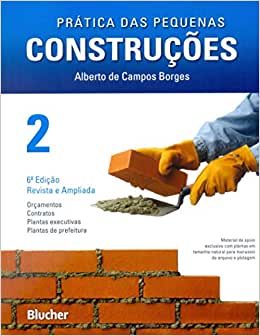 PRÁTICA DAS PEQUENAS
CONSTRUÇÕES
Alberto de Campos Borges
2
6ª Edição
Revista e Ampliada
Orçamentos
Contratos
Plantas executivas
Plantas de prefeitura
Material de apoio
exclusivo com plantas em
tamanho natural para manuseio
de arquivo e plotagem
Blucher